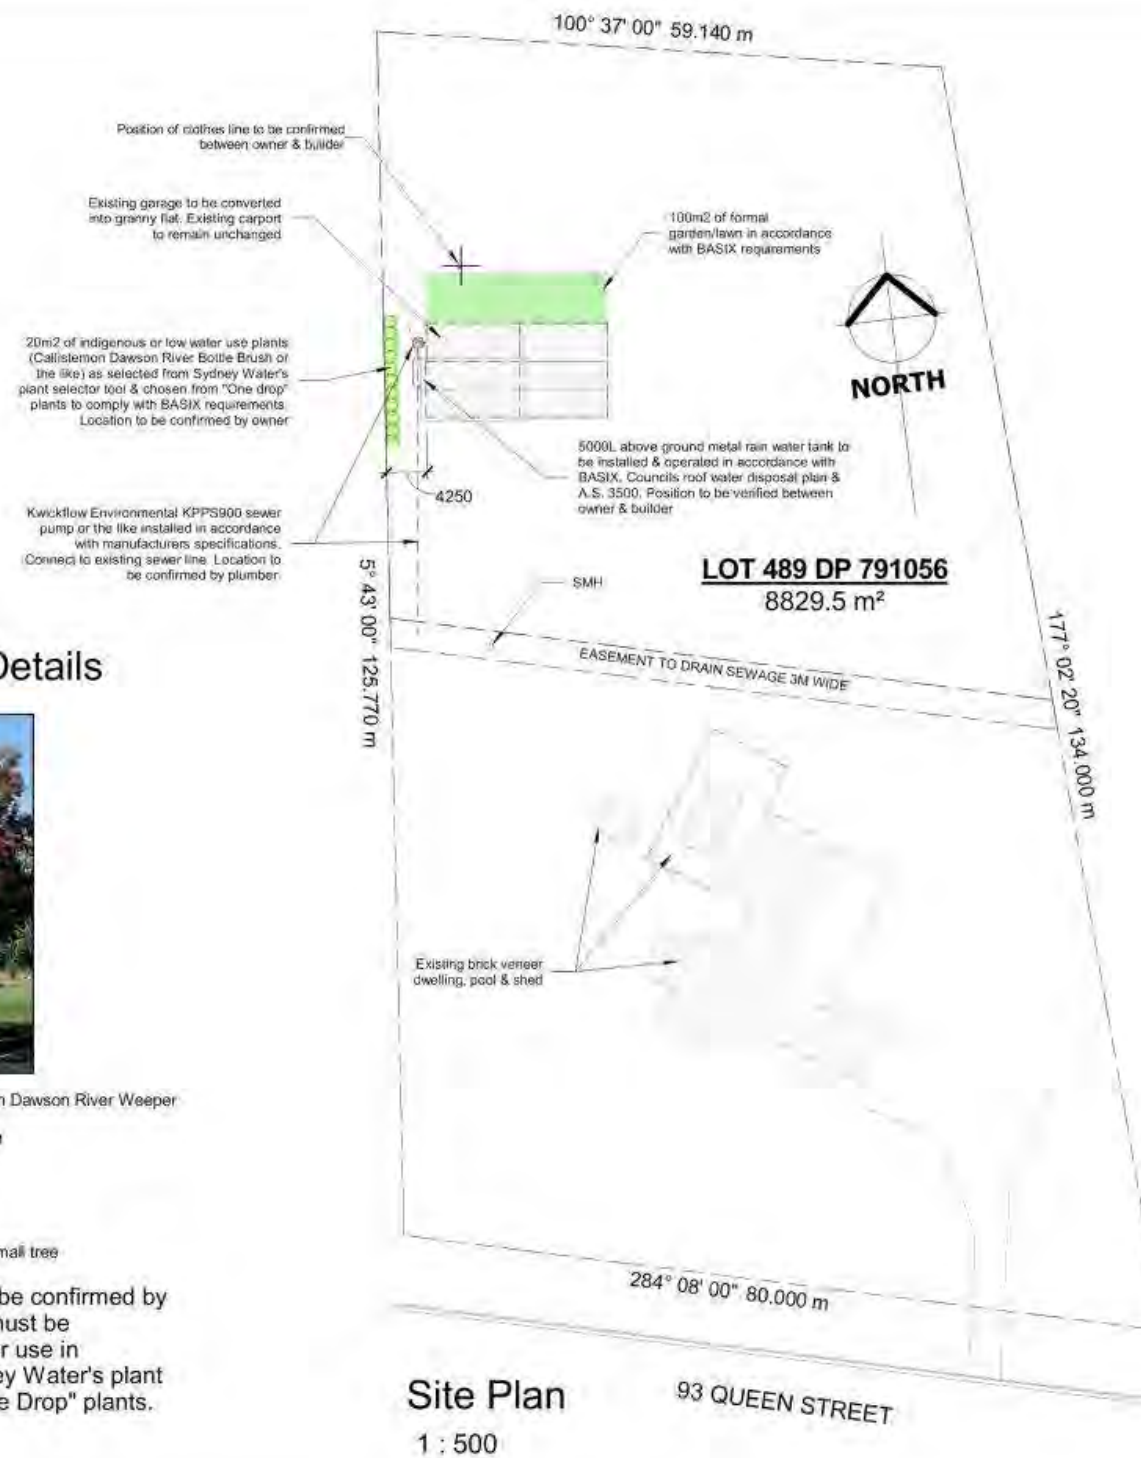 100° 37' 00" 59.140 m
Position of clothes line to be confirmed
between owner & builder
Existing garage to be converted
into granny flat. Existing carport
to remain unchanged
100m2 of formal
garden/lawn in accordance
with BASIX requirements
20m2 of indigenous or low water use plants
(Callistemon Dawson River Bottle Brush or
the like) as selected from Sydney Water's
plant selector tool & chosen from "One drop"
plants to comply with BASIX requirements.
Location to be confirmed by owner
NORTH
5000L above ground metal rain water tank to
be installed & operated in accordance with
BASIX, Councils roof water disposal plan &
A.S. 3500. Position to be verified between
owner & builder
4250
Kwickflow Environmental KPPS900 sewer
pump or the like installed in accordance
with manufacturers specifications.
Connect to existing sewer line. Location to
be confirmed by plumber
LOT 489 DP 791056
8829.5 m²
SMH
5° 43' 00" 125.770 m
EASEMENT TO DRAIN SEWAGE 3M WIDE
177° 02' 20" 134.000 m
Details
Existing brick veneer
dwelling, pool & shed
n Dawson River Weeper
mall tree
be confirmed by
must be
r use in
ey Water's plant
e Drop" plants.
284° 08' 00" 80.000 m
Site Plan
1 : 500
93 QUEEN STREET